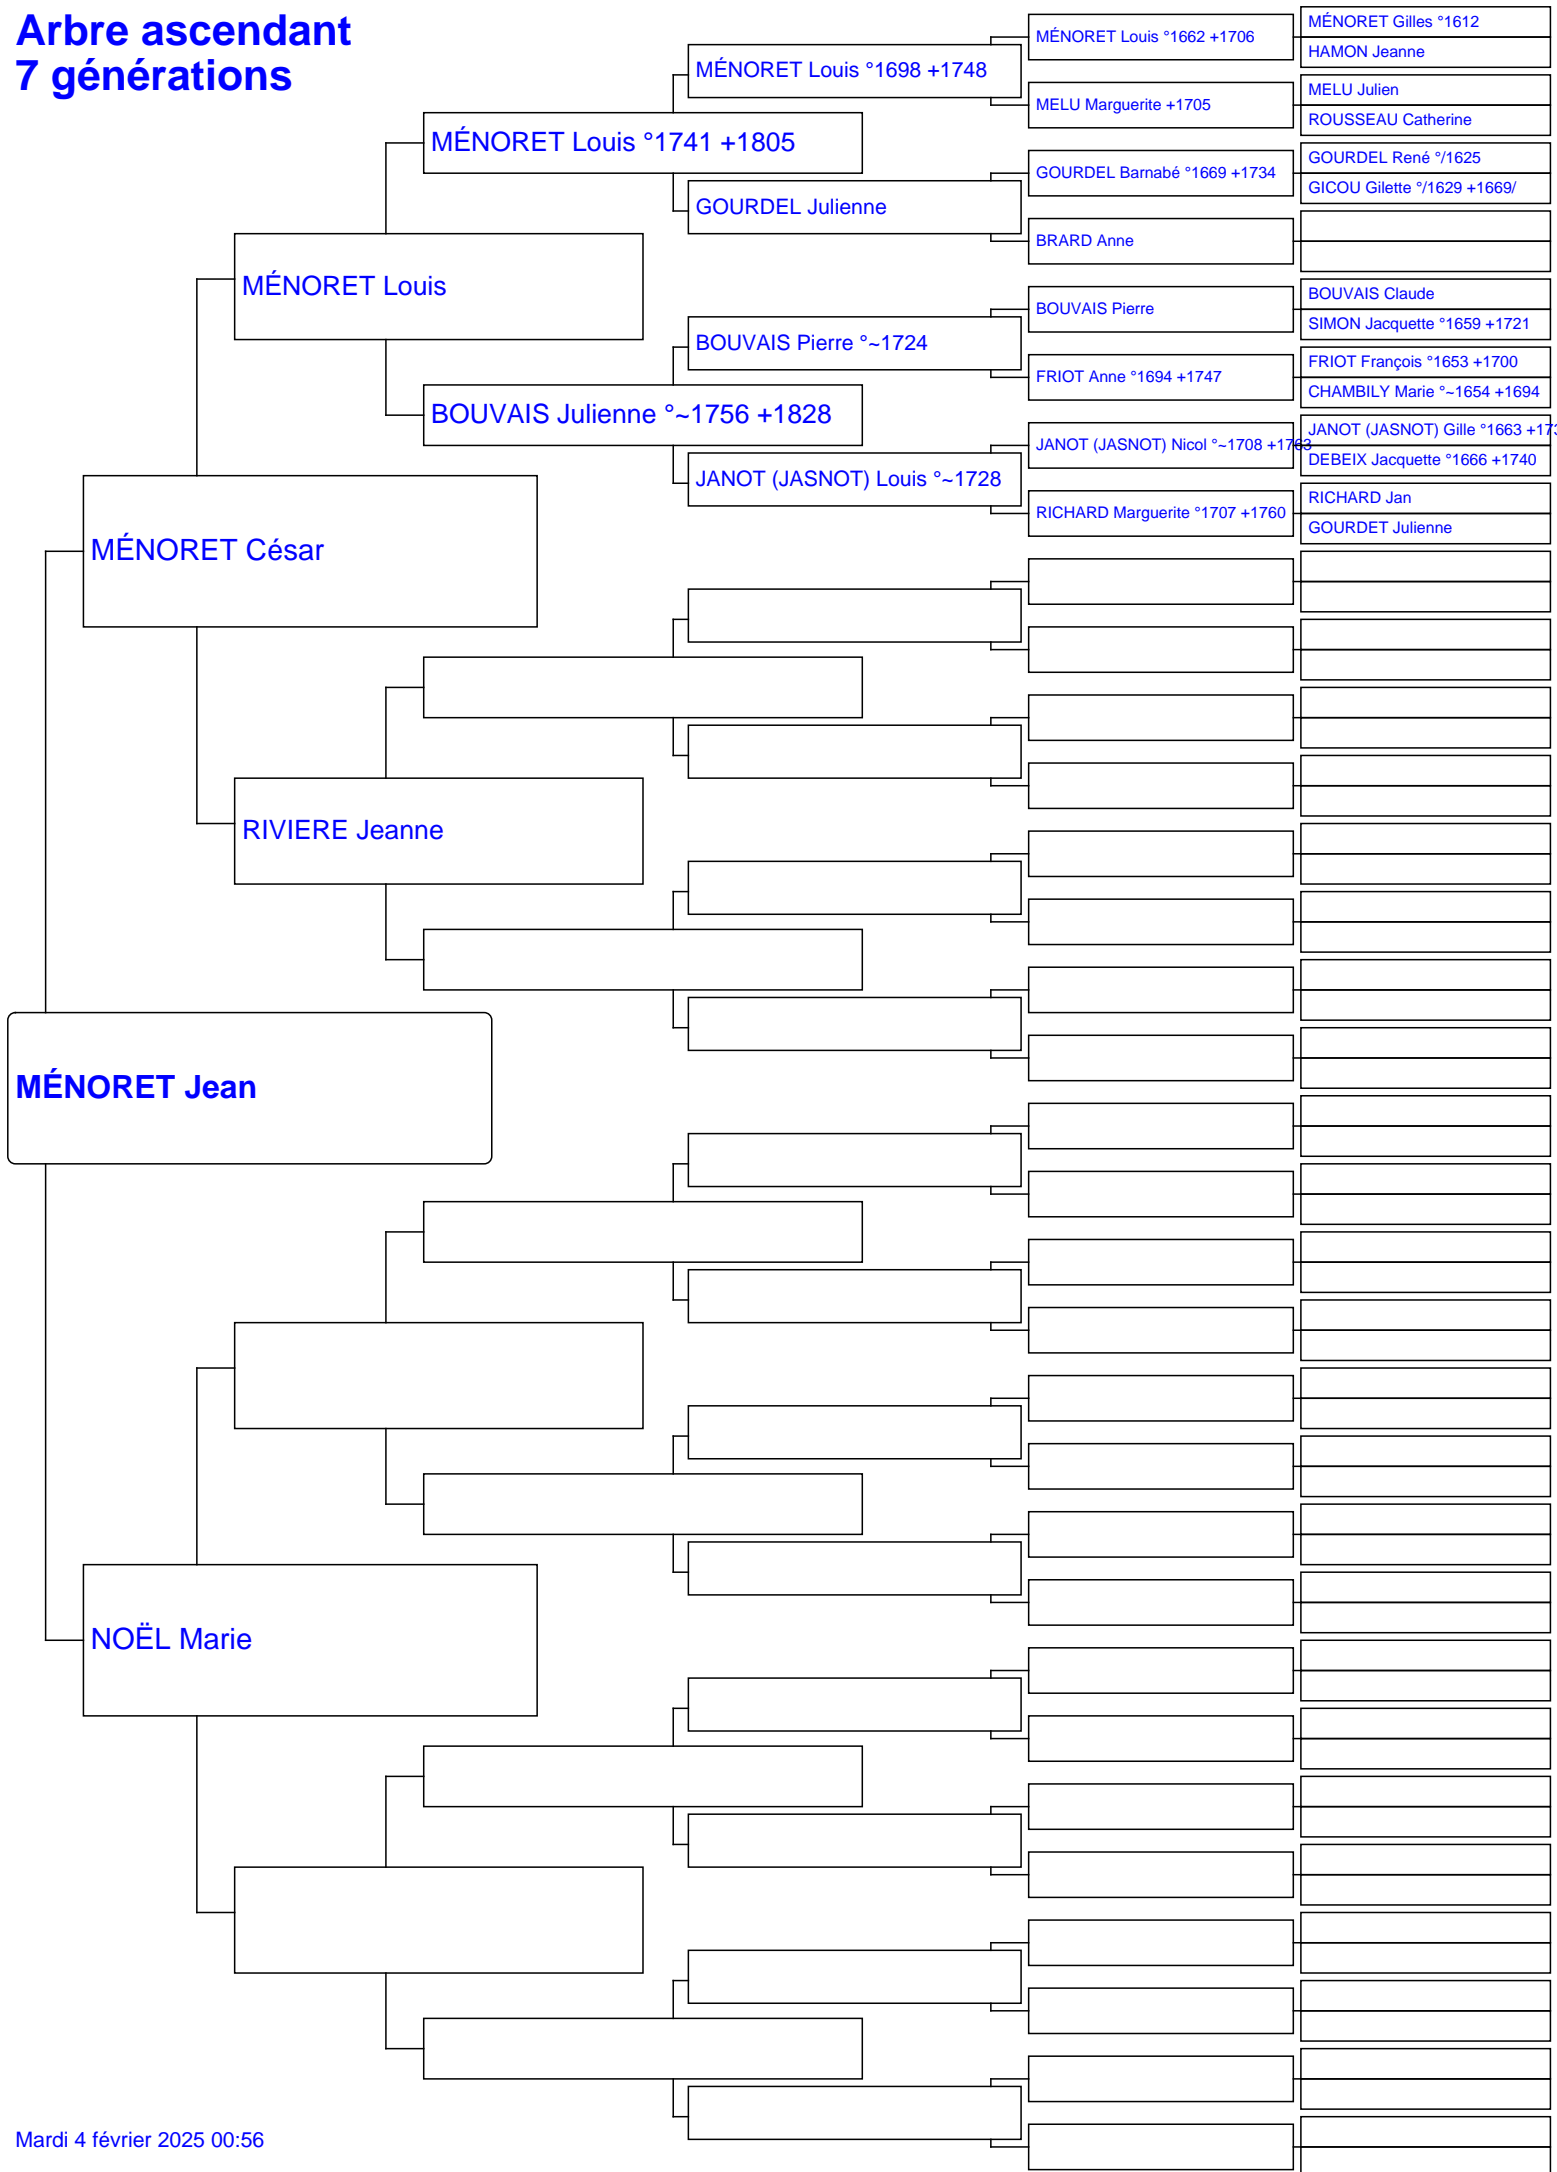 Arbre ascendant
7 générations
MÉNORET Jean
MÉNORET César
NOËL Marie
MÉNORET Louis
RIVIERE Jeanne
MÉNORET Louis °1741 +1805
BOUVAIS Julienne °~1756 +1828
MÉNORET Louis °1698 +1748
GOURDEL Julienne
BOUVAIS Pierre °~1724
JANOT (JASNOT) Louis °~1728
MÉNORET Louis °1662 +1706
MELU Marguerite +1705
GOURDEL Barnabé °1669 +1734
BRARD Anne
BOUVAIS Pierre
FRIOT Anne °1694 +1747
JANOT (JASNOT) Nicol °~1708 +1763
RICHARD Marguerite °1707 +1760
MÉNORET Gilles °1612
HAMON Jeanne
MELU Julien
ROUSSEAU Catherine
GOURDEL René °/1625
GICOU Gilette °/1629 +1669/
BOUVAIS Claude
SIMON Jacquette °1659 +1721
FRIOT François °1653 +1700
CHAMBILY Marie °~1654 +1694
JANOT (JASNOT) Gille °1663
DEBEIX Jacquette °1666 +1740
RICHARD Jan
GOURDET Julienne
Mardi 4 février 2025 00:56